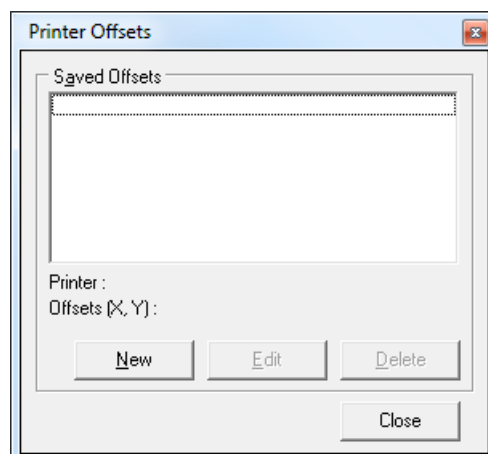 Printer Offsets
Saved Offsets
Printer :
Offsets (X, Y) :
New Edit Delete
Close